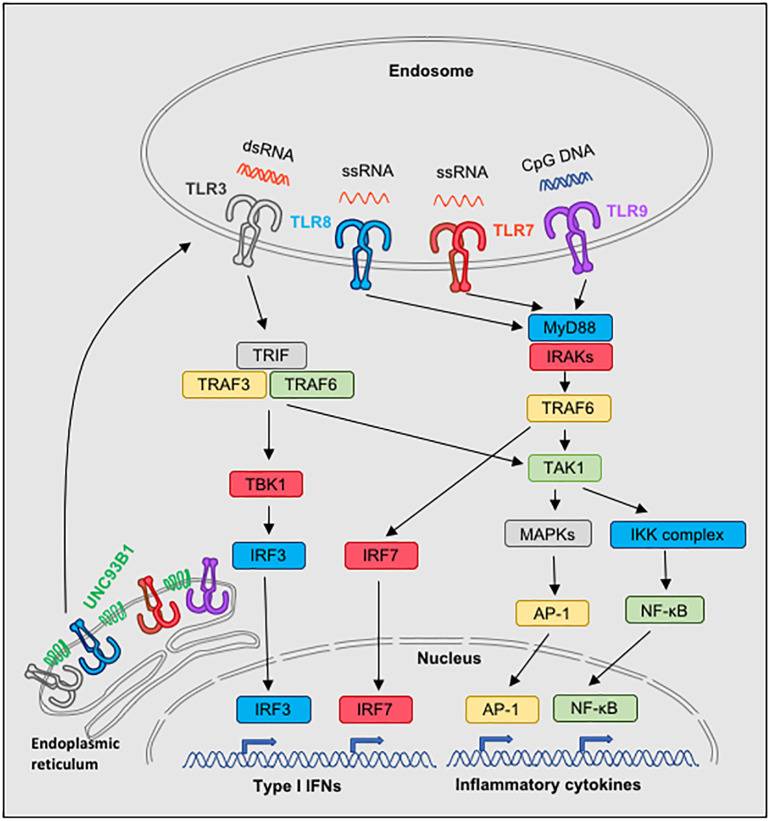 Endosome
dsRNA
ssRNA
ssRNA
CpG DNA
TLR3
TLR8
TLR7
TLR9
MyD88
IRAKs
TRIF
TRAF3
TRAF6
TRAF6
TAK1
TBK1
MAPKs
IKK complex
IRF3
IRF7
UNC93B1
AP-1
NF-κB
Nucleus
IRF3
IRF7
AP-1
NF-κB
Endoplasmic
reticulum
Type I IFNs
Inflammatory cytokines